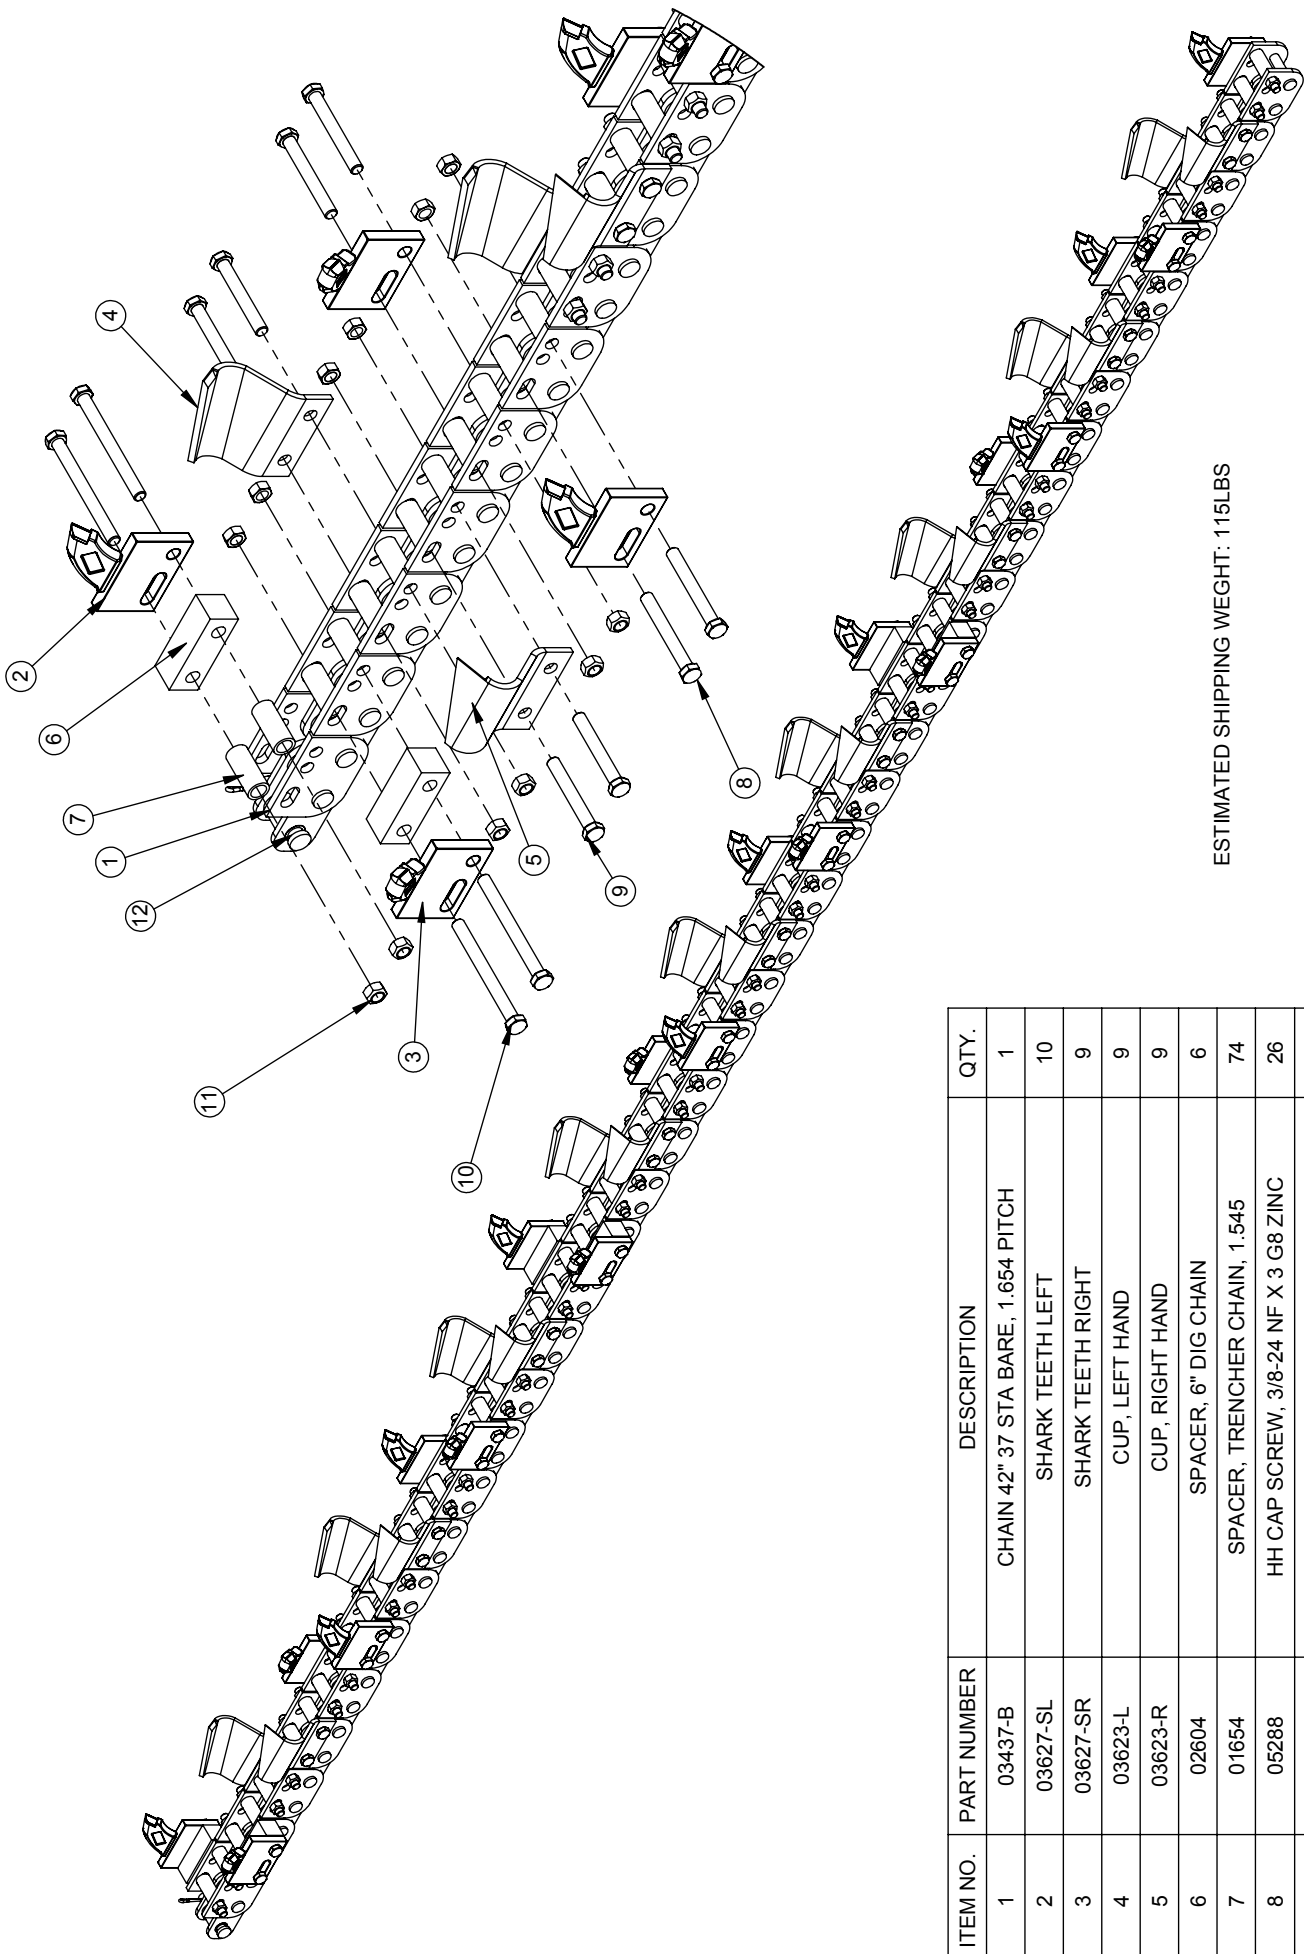 2
6
7
1
12
4
11
3
10
5
9
8
ESTIMATED SHIPPING WEGHT: 115LBS
ITEM NO. PART NUMBER DESCRIPTION QTY.
1 03437-B CHAIN 42" 37 STA BARE, 1.654 PITCH 1
2 03627-SL SHARK TEETH LEFT 10
3 03627-SR SHARK TEETH RIGHT 9
4 03623-L CUP, LEFT HAND 9
5 03623-R CUP, RIGHT HAND 9
6 02604 SPACER, 6" DIG CHAIN 6
7 01654 SPACER, TRENCHER CHAIN, 1.545 74
8 05288 HH CAP SCREW, 3/8-24 NF X 3 G8 ZINC 26